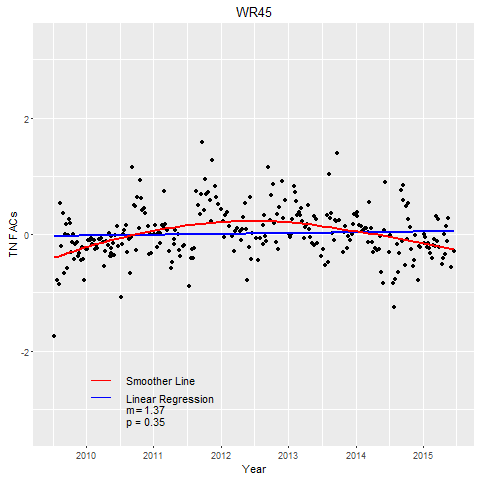 WR45
TNI FACs
2
0
-2
Smoother Line
Linear Regression
m= 1.37
p = 0.35
2010 2011 2012 2013 2014 2015
Year